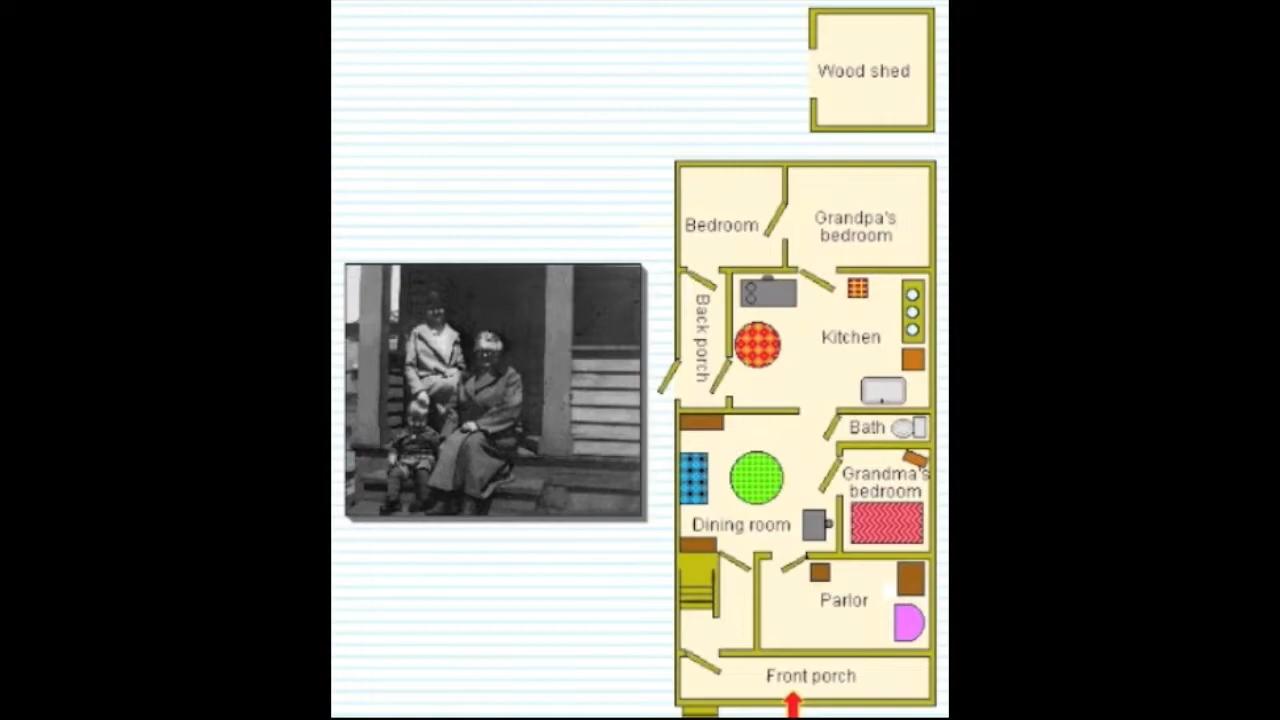 Wood shed
Bedroom
Grandpa's
bedroom
Back porch
Kitchen
Bath
Grandma's
bedroom
Dining room
Parlor
Front porch